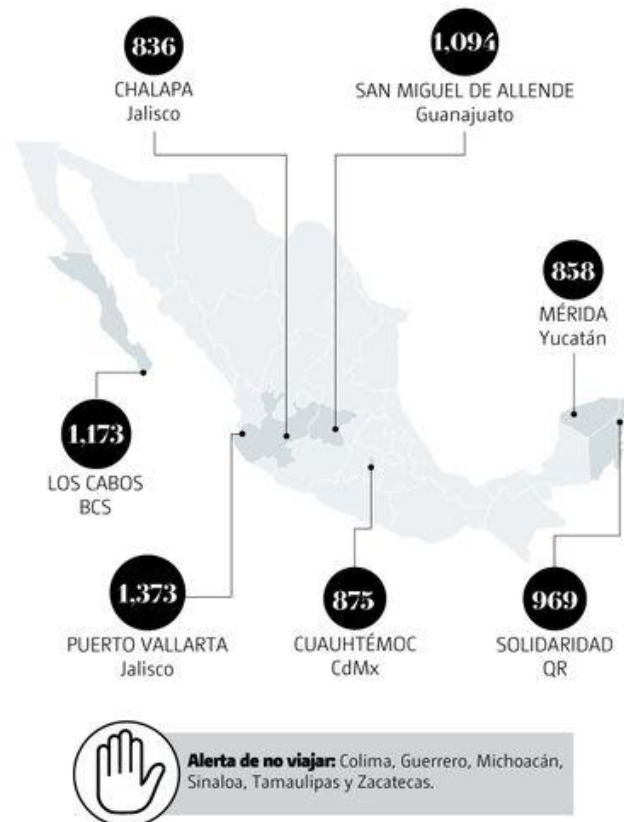 836
CHALAPA
Jalisco
1,094
SAN MIGUEL DE ALLENDE
Guanajuato
858
MÉRIDA
Yucatán
1,173
LOS CABOS
BCS
1,373
PUERTO VALLARTA
Jalisco
875
CUAUHTÉMOC
CdMx
969
SOLIDARIDAD
QR
Alerta de no viajar: Colima, Guerrero, Michoacán,
Sinaloa, Tamaulipas y Zacatecas.